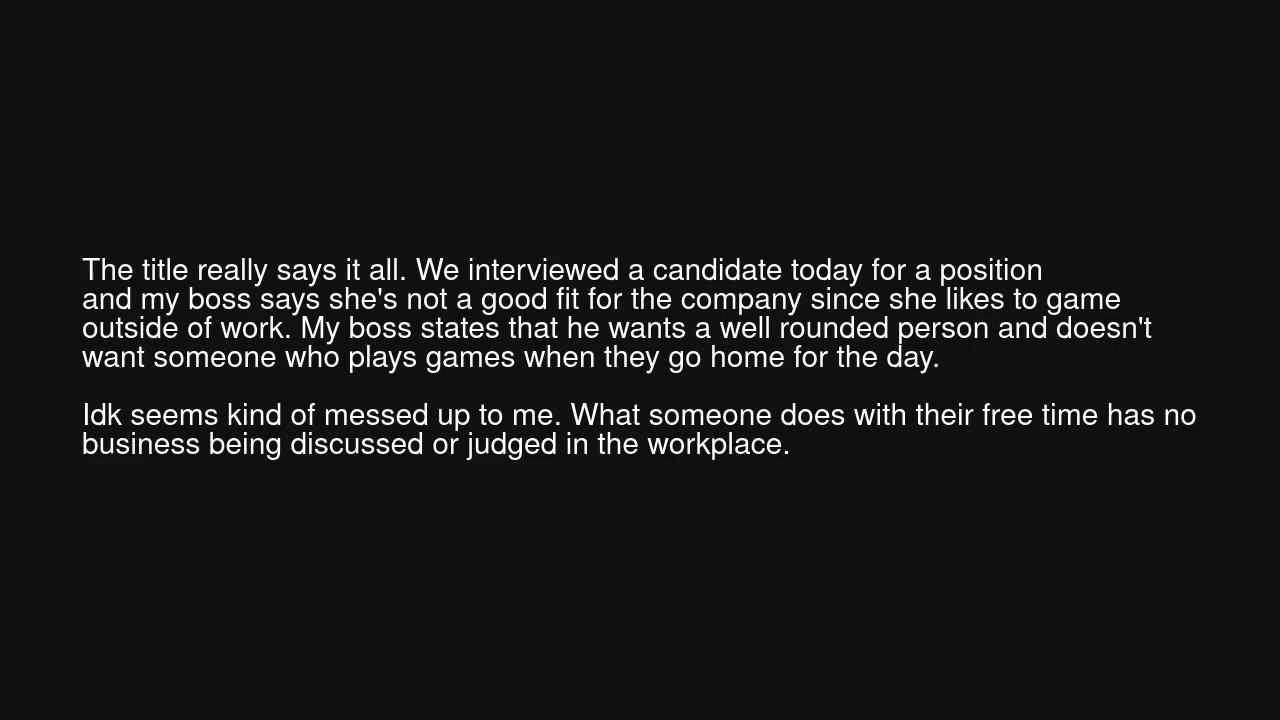 The title really says it all. We interviewed a candidate today for a position
and my boss says she's not a good fit for the company since she likes to game
outside of work. My boss states that he wants a well rounded person and doesn't
want someone who plays games when they go home for the day.
Idk seems kind of messed up to me. What someone does with their free time has no
business being discussed or judged in the workplace.